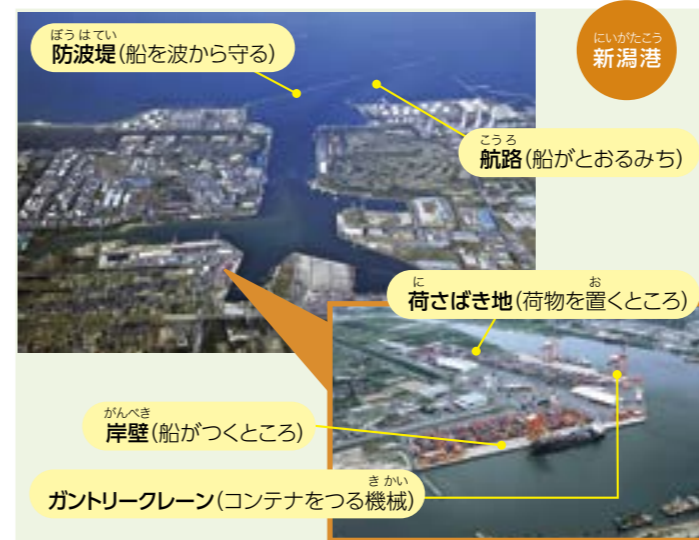 ぼうはてい
防波堤(船を波から守る)
にいがたこう
新潟港
こうろ
航路(船がとおるみち)
に お
荷さばき地(荷物を置くところ)
がんぺき
岸壁(船がつくところ)
きかい
ガントリークレーン(コンテナをつる機械)